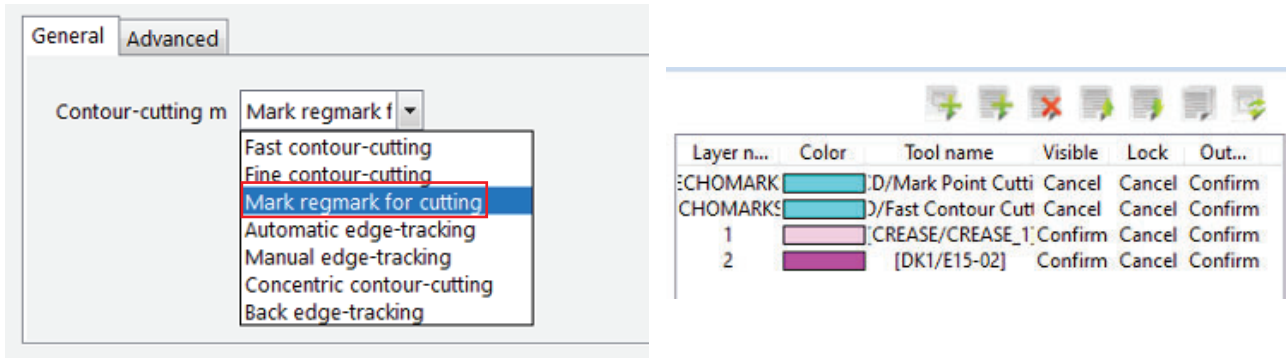 General Advanced
Contour-cutting m Mark regmark f
Fast contour-cutting
Fine contour-cutting
Mark regmark for cutting
Automatic edge-tracking
Manual edge-tracking
Concentric contour-cutting
Back edge-tracking
Layer n... Color Tool name Visible Lock Out...
ECHOMARK :D/Mark Point Cutti Cancel Cancel Confirm
CHOMARKS D/Fast Contour Cutt Cancel Cancel Confirm
1 [CREASE/CREASE_1] Confirm Cancel Confirm
2 [DK1/E15-02] Confirm Cancel Confirm